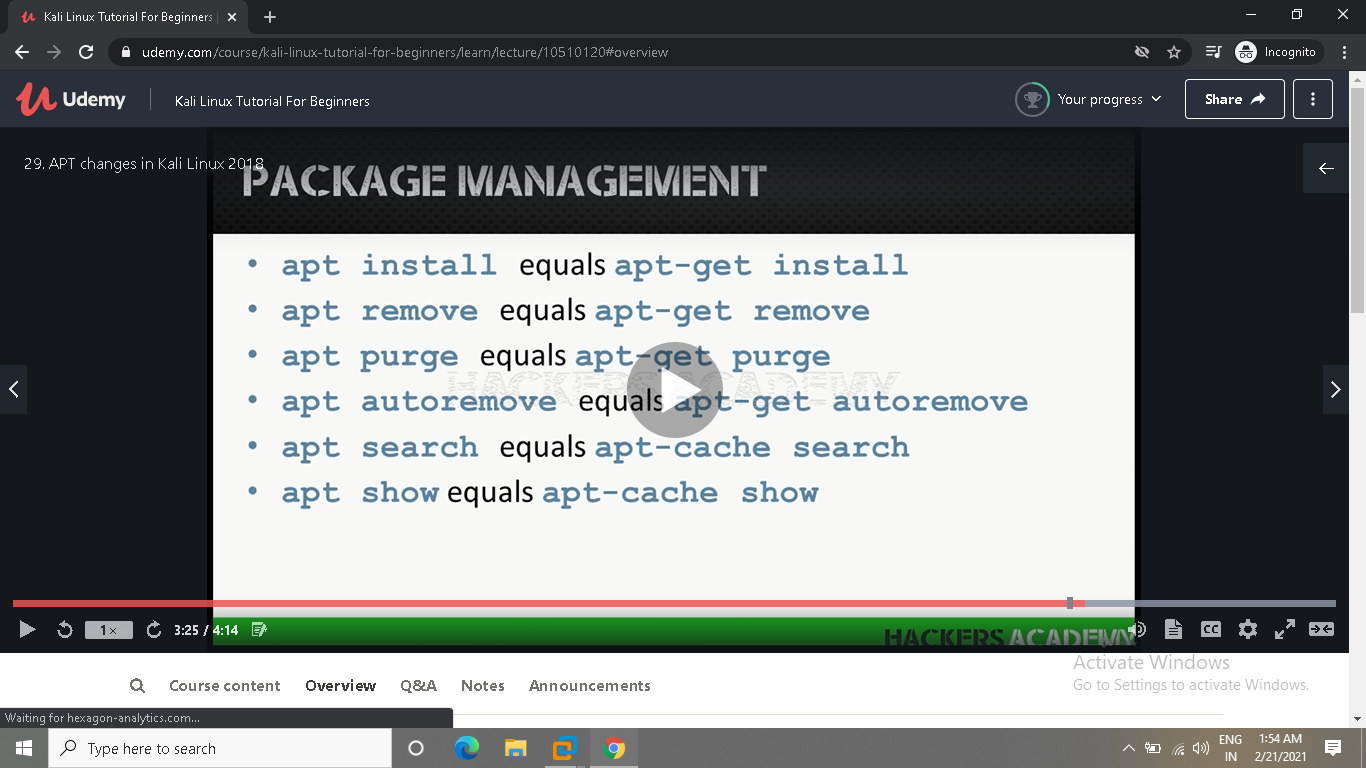 Kali Linux Tutorial For Beginners
udemy.com/course/kali-linux-tutorial-for-beginners/learn/lecture/10510120#overview
Incognito
Udemy
Kali Linux Tutorial For Beginners
Your progress
Share
29. APT changes in Kali Linux 2018
PACKAGE MANAGEMENT
• apt install equals apt-get install
• apt remove equals apt-get remove
• apt purge equals apt-get purge
HACKERS ACADEMY
• apt autoremove equals apt-get autoremove
• apt search equals apt-cache search
• apt show equals apt-cache show
1x
3:25 / 4:14
HACKERS ACADEMY
CC
Activate Windows
Go to Settings to activate Windows.
Course content
Overview
Q&A
Notes
Announcements
Waiting for hexagon-analytics.com...
Type here to search
ENG
IN
1:54 AM
2/21/2021